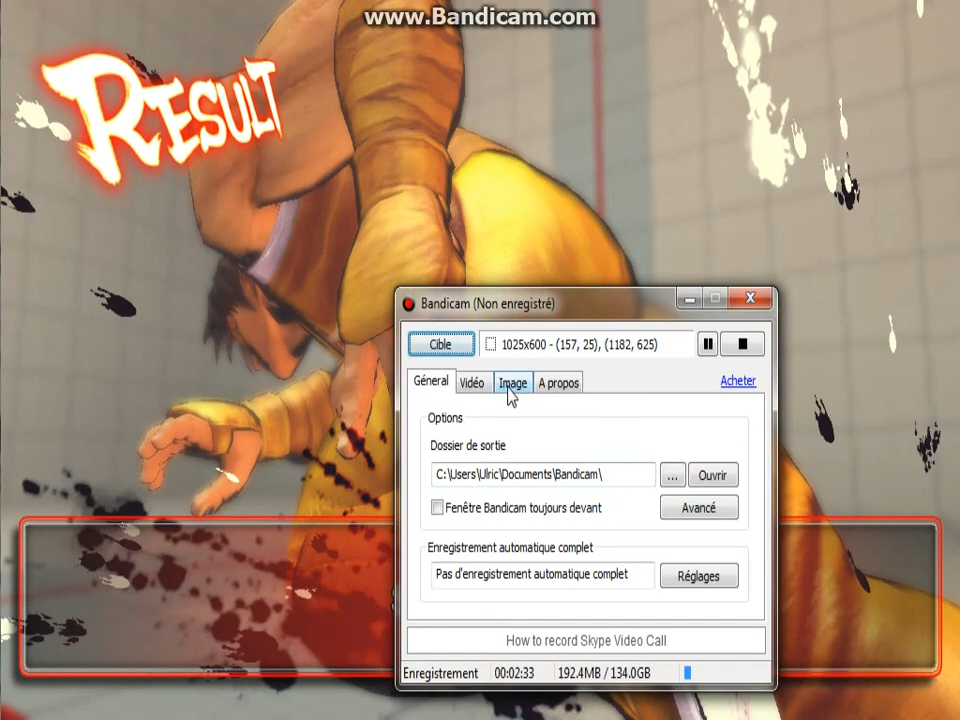 www.Bandicam.com
RESULT
Bandicam (Non enregistré)
Cible
1025x600 - (157, 25), (1182, 625)
Géneral Vidéo Image A propos Acheter
Options
Dossier de sortie
C:\Users\Ulric\Documents\Bandicam\ ... Ouvrir
Fenêtre Bandicam toujours devant Avancé
Enregistrement automatique complet
Pas d'enregistrement automatique complet Réglages
How to record Skype Video Call
Enregistrement 00:02:33 192.4MB / 134.0GB